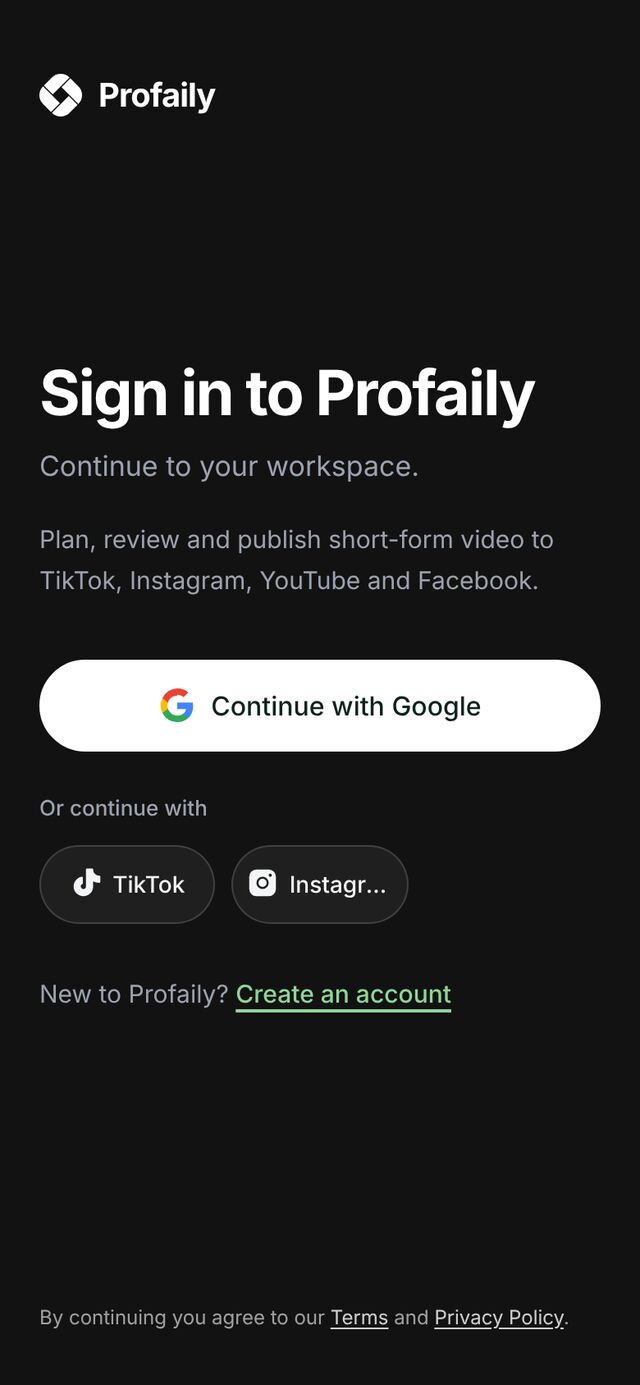 Profaily
Sign in to Profaily
Continue to your workspace.
Plan, review and publish short-form video to
TikTok, Instagram, YouTube and Facebook.
Continue with Google
Or continue with
TikTok
Instagr...
New to Profaily? Create an account
By continuing you agree to our Terms and Privacy Policy.